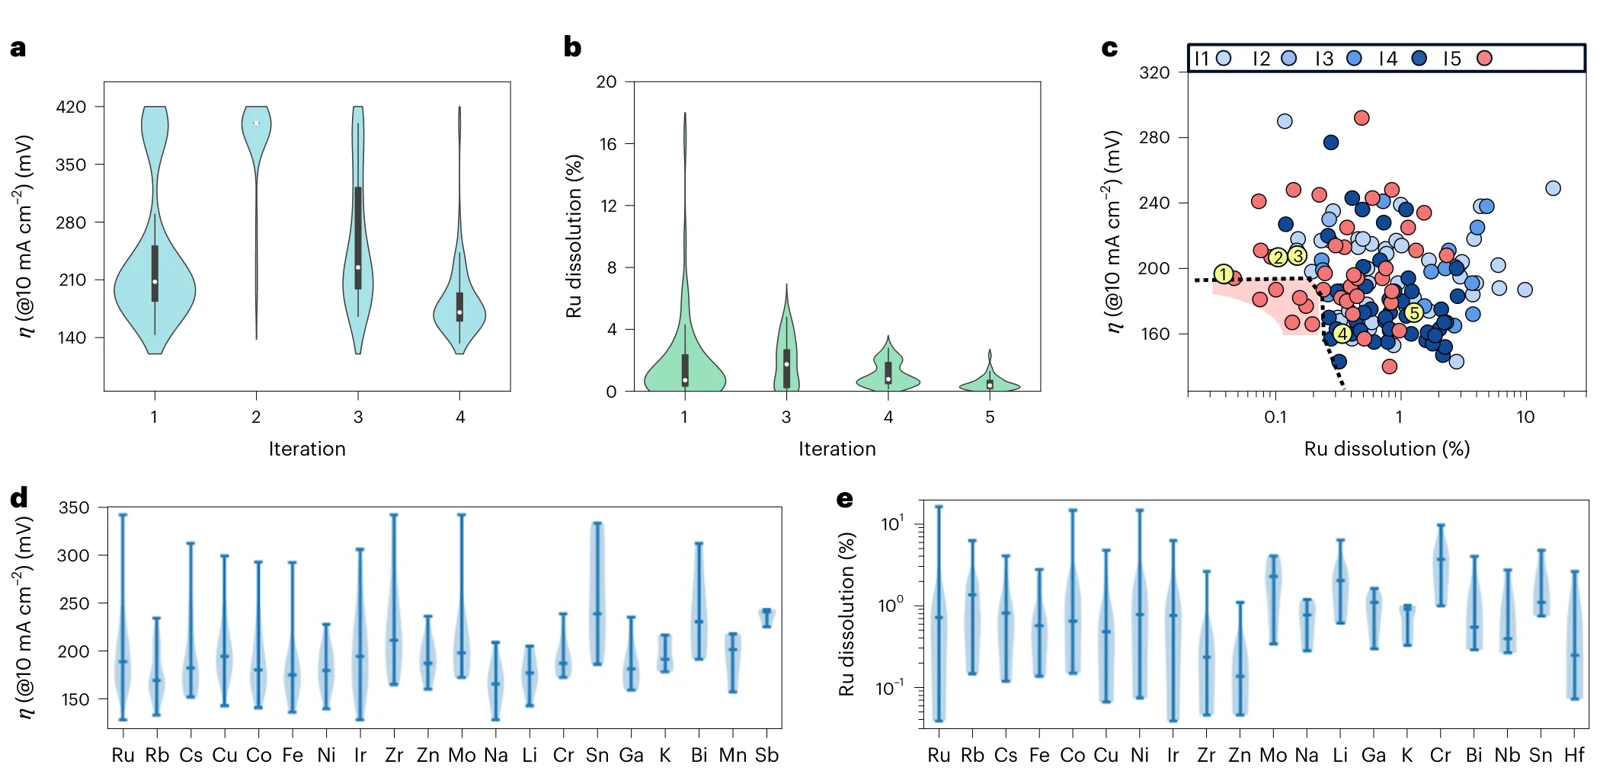 a
η (@10 mA cm⁻²) (mV)
420
350
280
210
140
1 2 3 4
Iteration
b
Ru dissolution (%)
20
16
12
8
4
0
1 3 4 5
Iteration
c
I1 I2 I3 I4 I5
η (@10 mA cm⁻²) (mV)
320
280
240
200
160
1 2 3
4 5
0.1 1 10
Ru dissolution (%)
d
η (@10 mA cm⁻²) (mV)
350
300
250
200
150
Ru Rb Cs Cu Co Fe Ni Ir Zr Zn Mo Na Li Cr Sn Ga K Bi Mn Sb
e
Ru dissolution (%)
10¹
10⁰
10⁻¹
Ru Rb Cs Fe Co Cu Ni Ir Zr Zn Mo Na Li Ga K Cr Bi Nb Sn Hf